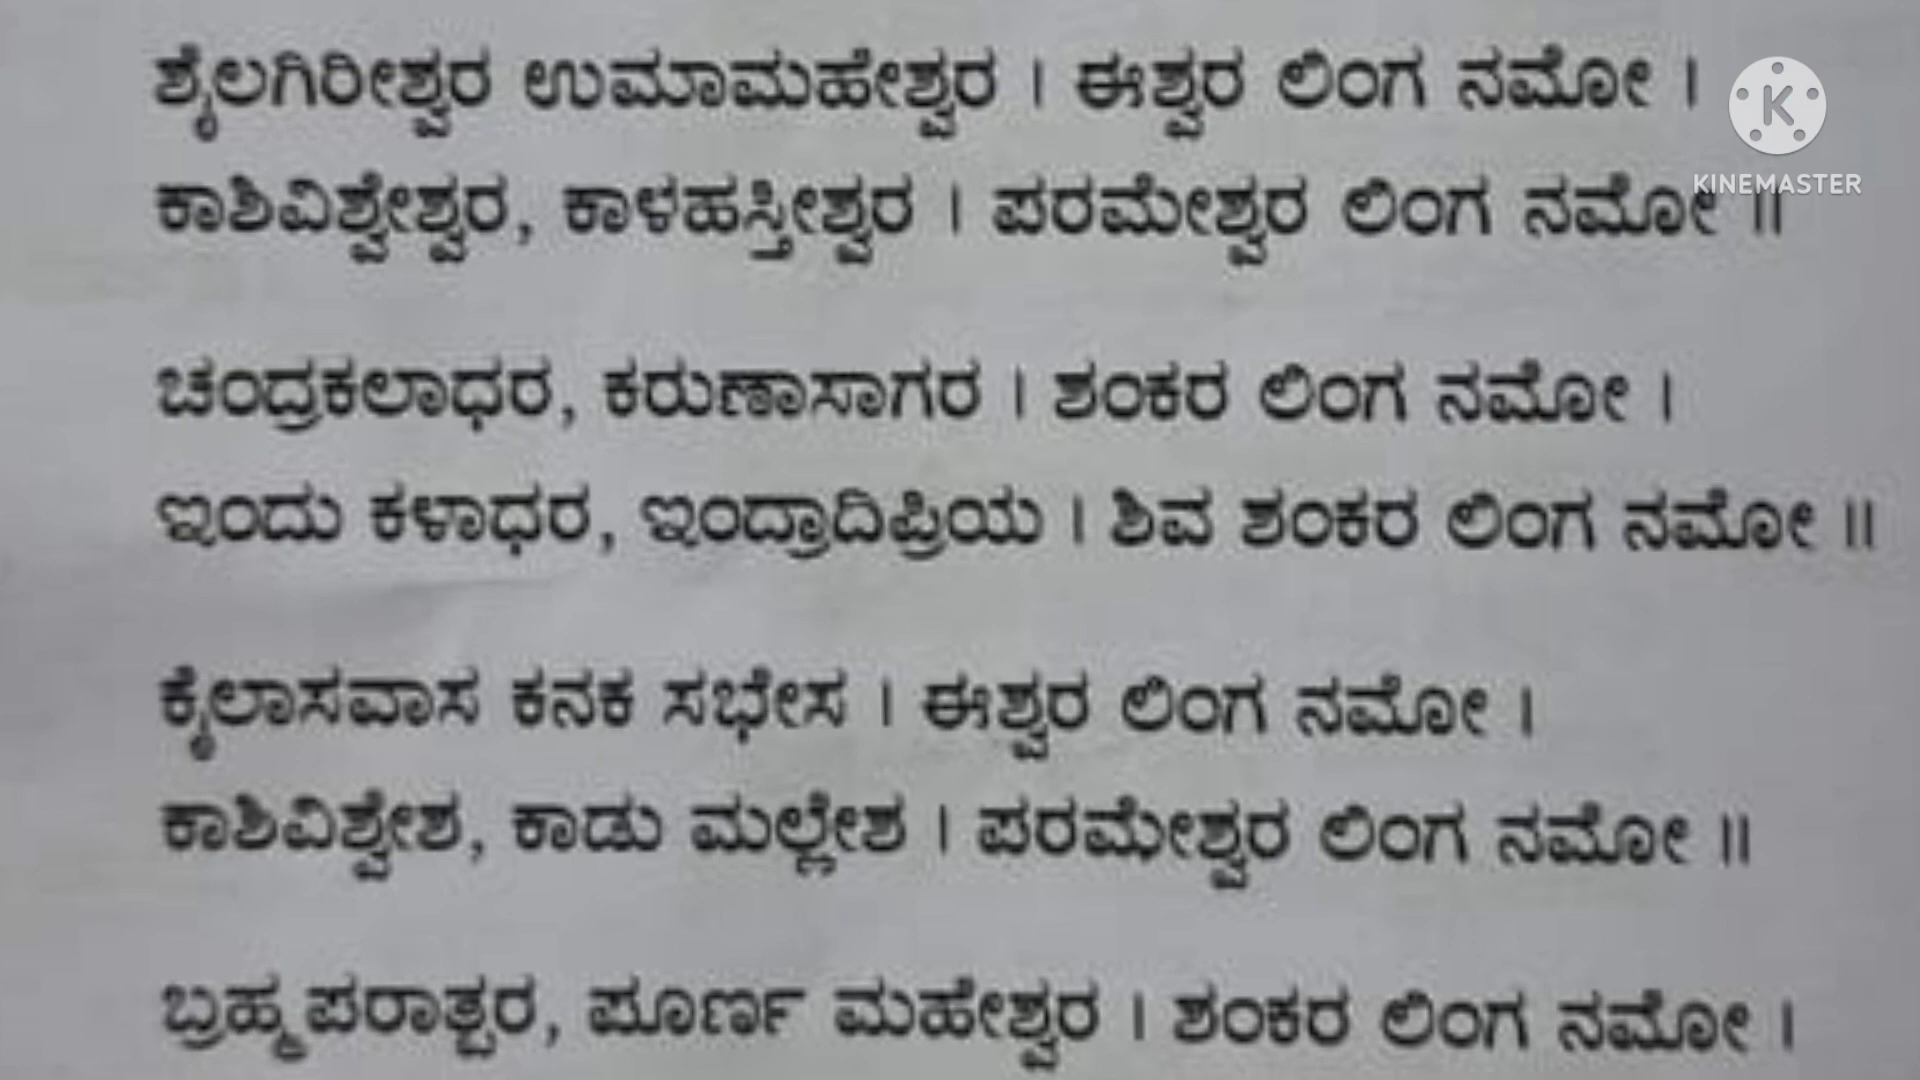 ಶೈಲಗಿರೀಶ್ವರ ಉಮಾಮಹೇಶ್ವರ । ಈಶ್ವರ ಲಿಂಗ ನಮೋ ।
ಕಾಶಿವಿಶ್ವೇಶ್ವರ, ಕಾಳಹಸ್ತೀಶ್ವರ । ಪರಮೇಶ್ವರ ಲಿಂಗ ನಮೋ ॥
KINEMASTER
ಚಂದ್ರಕಲಾಧರ, ಕರುಣಾಸಾಗರ । ಶಂಕರ ಲಿಂಗ ನಮೋ ।
ಇಂದು ಕಳಾಧರ, ಇಂದ್ರಾದಿಪ್ರಿಯ । ಶಿವ ಶಂಕರ ಲಿಂಗ ನಮೋ ॥
ಕೈಲಾಸವಾಸ ಕನಕ ಸಭೇಸ । ಈಶ್ವರ ಲಿಂಗ ನಮೋ ।
ಕಾಶಿವಿಶ್ವೇಶ, ಕಾಡು ಮಲ್ಲೇಶ । ಪರಮೇಶ್ವರ ಲಿಂಗ ನಮೋ ॥
ಬ್ರಹ್ಮಪರಾತ್ಪರ, ಪೂರ್ಣ ಮಹೇಶ್ವರ । ಶಂಕರ ಲಿಂಗ ನಮೋ ।